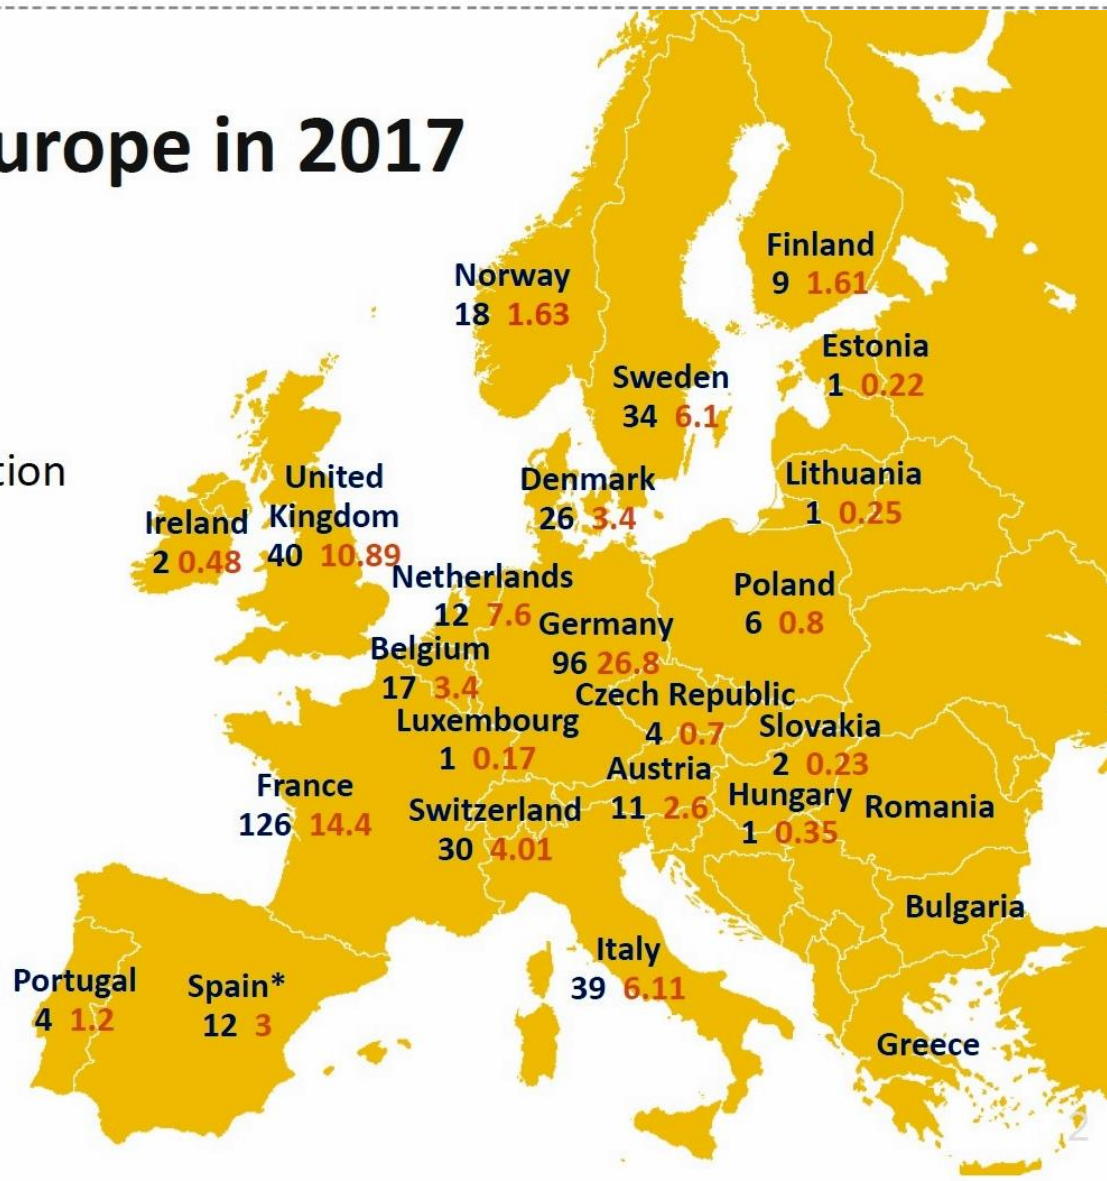 urope in 2017
Finland
9 1.61
Norway
18 1.63
Estonia
1 0.22
Sweden
34 6.1
tion
United
Kingdom
40 10.89
Denmark
26 3.4
Lithuania
1 0.25
Ireland
2 0.48
Netherlands
12 7.6
Poland
6 0.8
Germany
96 26.8
Belgium
17 3.4
Czech Republic
4 0.7
Luxembourg
1 0.17
Slovakia
2 0.23
Austria
11 2.6
France
126 14.4
Switzerland
30 4.01
Hungary
1 0.35
Romania
Bulgaria
Italy
39 6.11
Portugal
4 1.2
Spain*
12 3
Greece
2